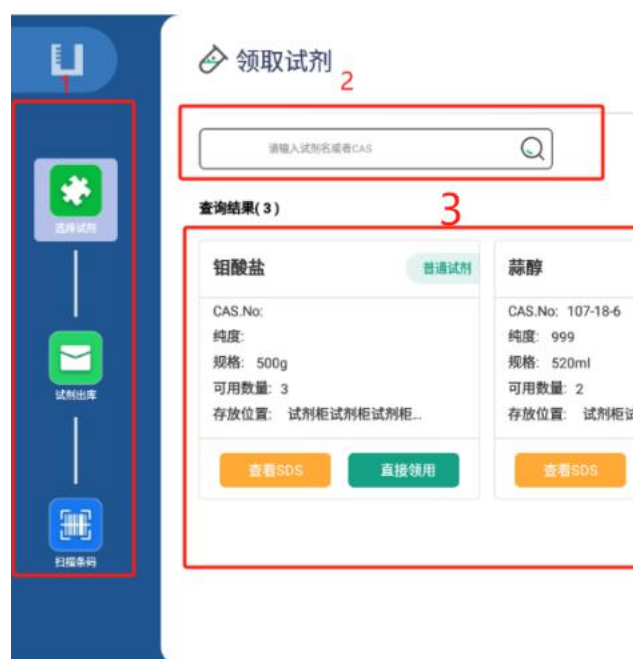 领取试剂
1
2
请输入试剂名或者CAS
查询结果( 3 )
3
选择试剂
试剂出库
扫描条码
钼酸盐
普通试剂
CAS.No:
纯度:
规格: 500g
可用数量: 3
存放位置: 试剂柜试剂柜试剂柜...
查看SDS
直接领用
蒜醇
CAS.No: 107-18-6
纯度: 999
规格: 520ml
可用数量: 2
存放位置: 试剂柜试
查看SDS